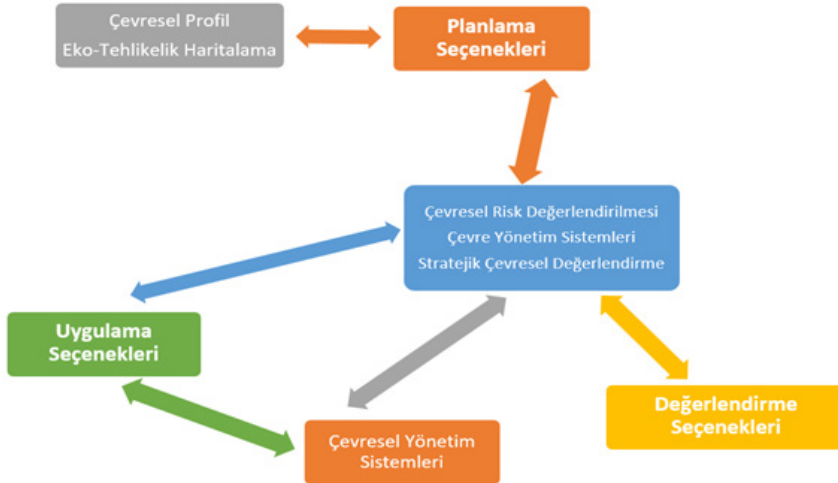 Çevresel Profil
Eko-Tehlikelik Haritalama
Planlama
Seçenekleri
Çevresel Risk Değerlendirilmesi
Çevre Yönetim Sistemleri
Stratejik Çevresel Değerlendirme
Uygulama
Seçenekleri
Çevresel Yönetim
Sistemleri
Değerlendirme
Seçenekleri